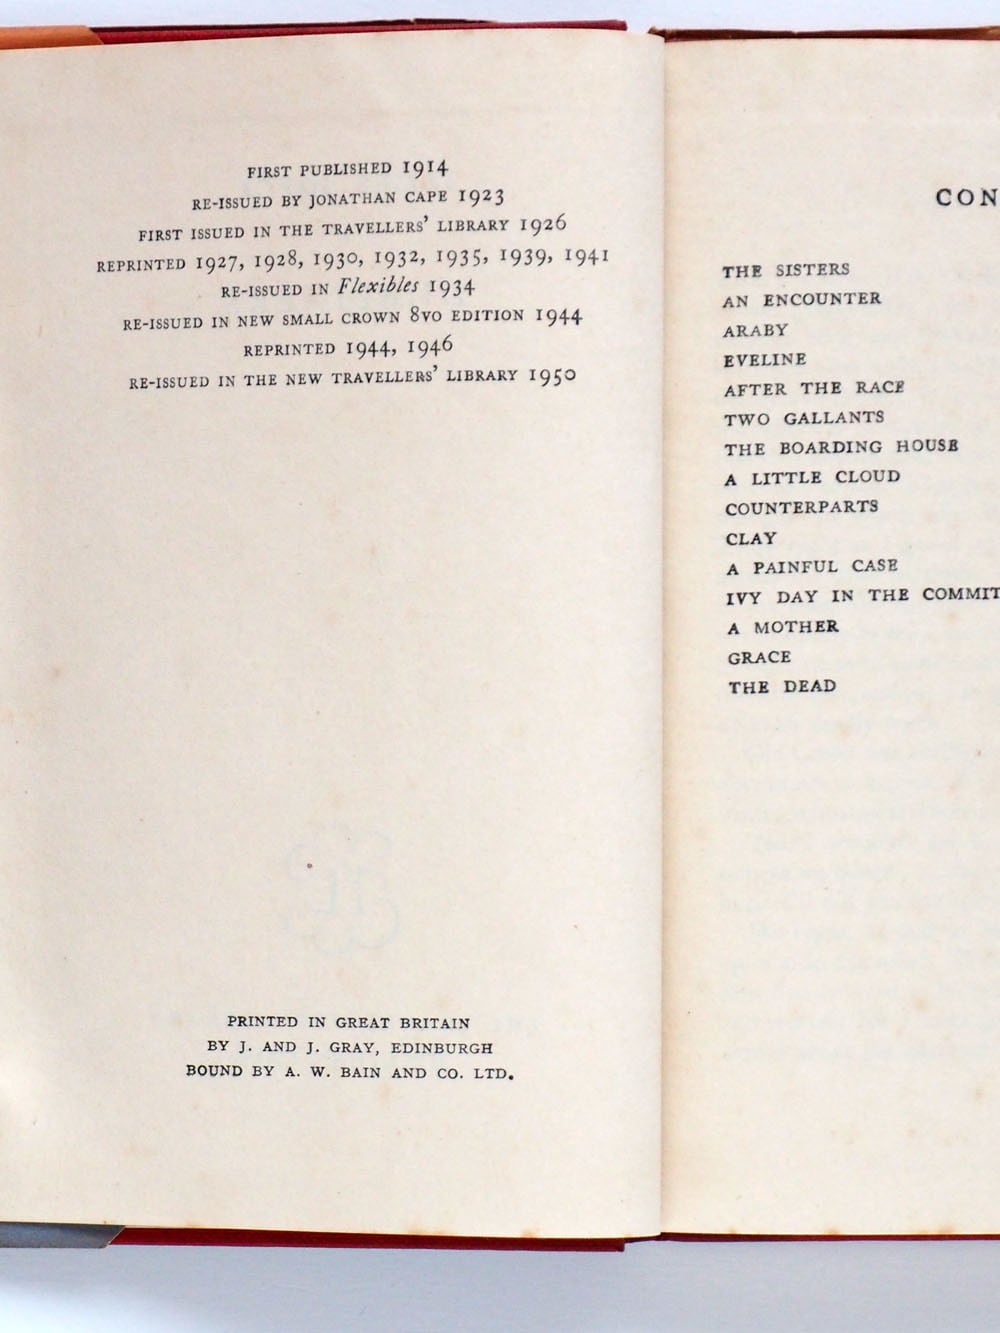 FIRST PUBLISHED 1914
RE-ISSUED BY JONATHAN CAPE 1923
FIRST ISSUED IN THE TRAVELLERS' LIBRARY 1926
REPRINTED 1927, 1928, 1930, 1932, 1935, 1939, 1941
RE-ISSUED IN Flexibles 1934
RE-ISSUED IN NEW SMALL CROWN 8VO EDITION 1944
REPRINTED 1944, 1946
RE-ISSUED IN THE NEW TRAVELLERS' LIBRARY 1950
PRINTED IN GREAT BRITAIN
BY J. AND J. GRAY, EDINBURGH
BOUND BY A. W. BAIN AND CO. LTD.
CON
THE SISTERS
AN ENCOUNTER
ARABY
EVELINE
AFTER THE RACE
TWO GALLANTS
THE BOARDING HOUSE
A LITTLE CLOUD
COUNTERPARTS
CLAY
A PAINFUL CASE
IVY DAY IN THE COMMIT
A MOTHER
GRACE
THE DEAD